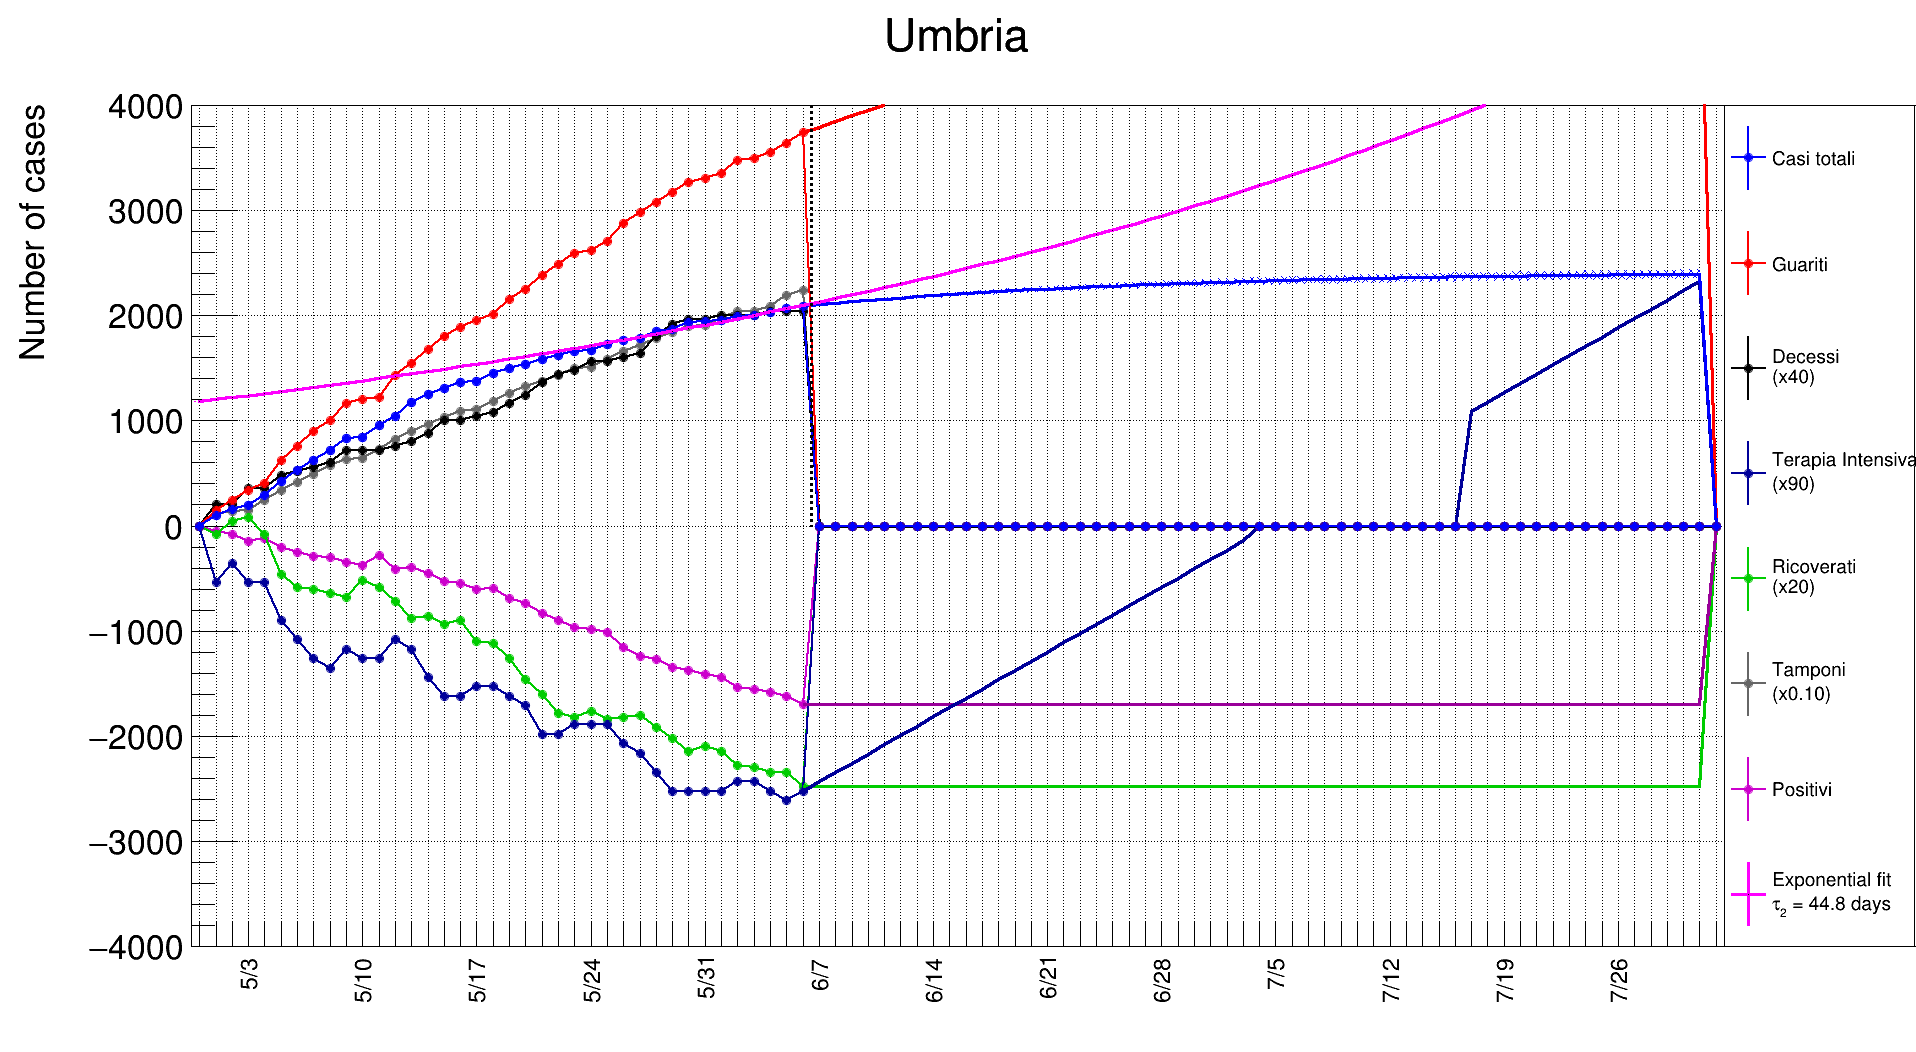 Umbria
Number of cases
4000
3000
2000
1000
0
−1000
−2000
−3000
−4000
5/3
5/10
5/17
5/24
5/31
6/7
6/14
6/21
6/28
7/5
7/12
7/19
7/26
Casi totali
Guariti
Decessi
(x40)
Terapia Intensiva
(x90)
Ricoverati
(x20)
Tamponi
(x0.10)
Positivi
Exponential fit
τ2 = 44.8 days